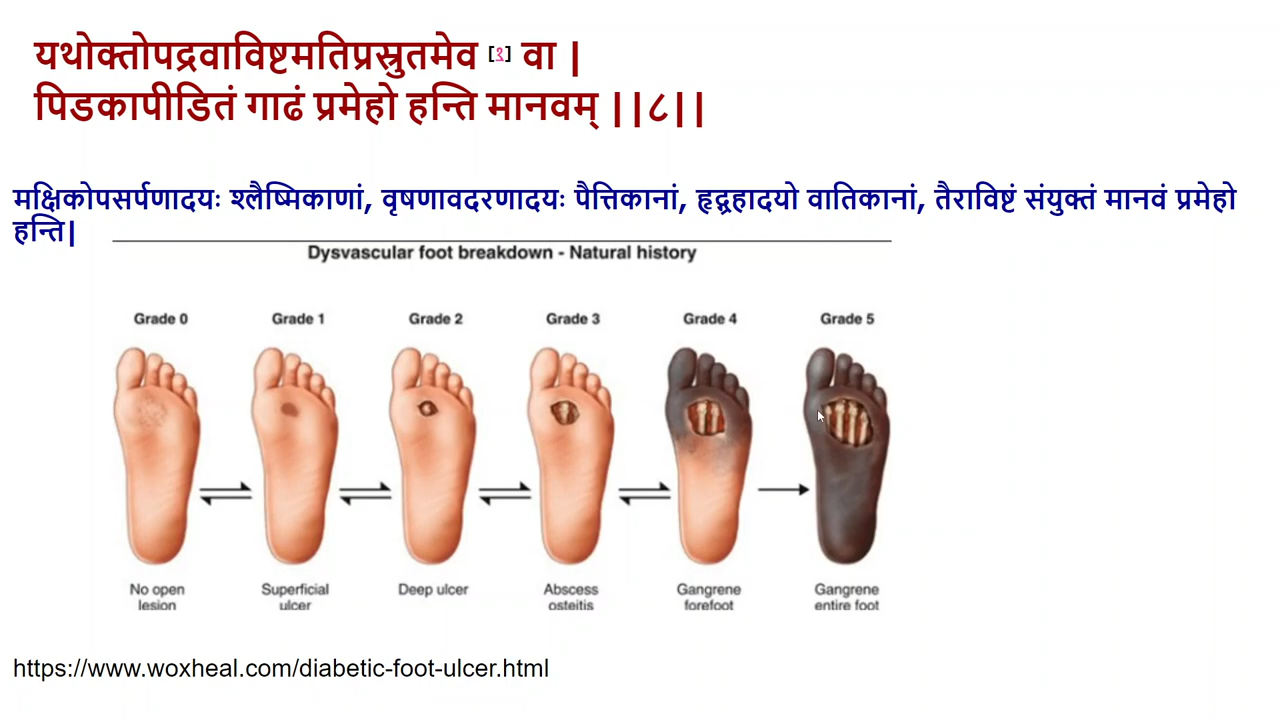 यथोक्तोपद्रवाविष्टमतिप्रस्रुतमेव [१] वा |
पिडकापीडितं गाढं प्रमेहो हन्ति मानवम् ||८||
मक्षिकोपसर्पणादयः श्लैष्मिकाणां, वृषणावदरणादयः पैत्तिकानां, हृद्ग्रहादयो वातिकानां, तैराविष्टं संयुक्तं मानवं प्रमेहो
हन्ति|
Dysvascular foot breakdown - Natural history
Grade 0 Grade 1 Grade 2 Grade 3 Grade 4 Grade 5
No open Superficial Deep ulcer Abscess Gangrene Gangrene
lesion ulcer osteitis forefoot entire foot
https://www.woxheal.com/diabetic-foot-ulcer.html